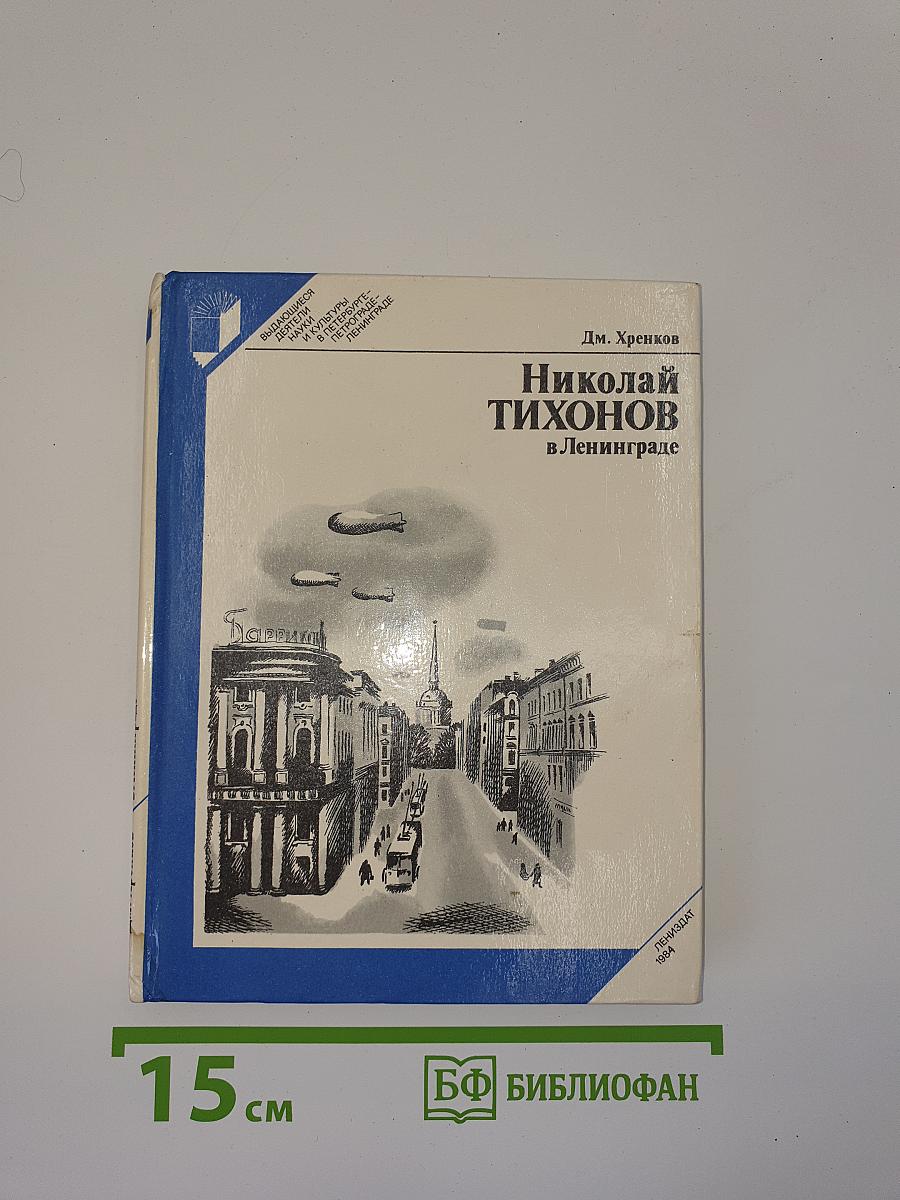 ВЫДАЮЩИЕСЯ
ДЕЯТЕЛИ
НАУКИ
И КУЛЬТУРЫ
В ПЕТЕРБУРГЕ–
ПЕТРОГРАДЕ–
ЛЕНИНГРАДЕ
Дм. Хренков
Николай
ТИХОНОВ
в Ленинграде
ЛЕНИЗДАТ
1984
15 см
БФ БИБЛИОФАН